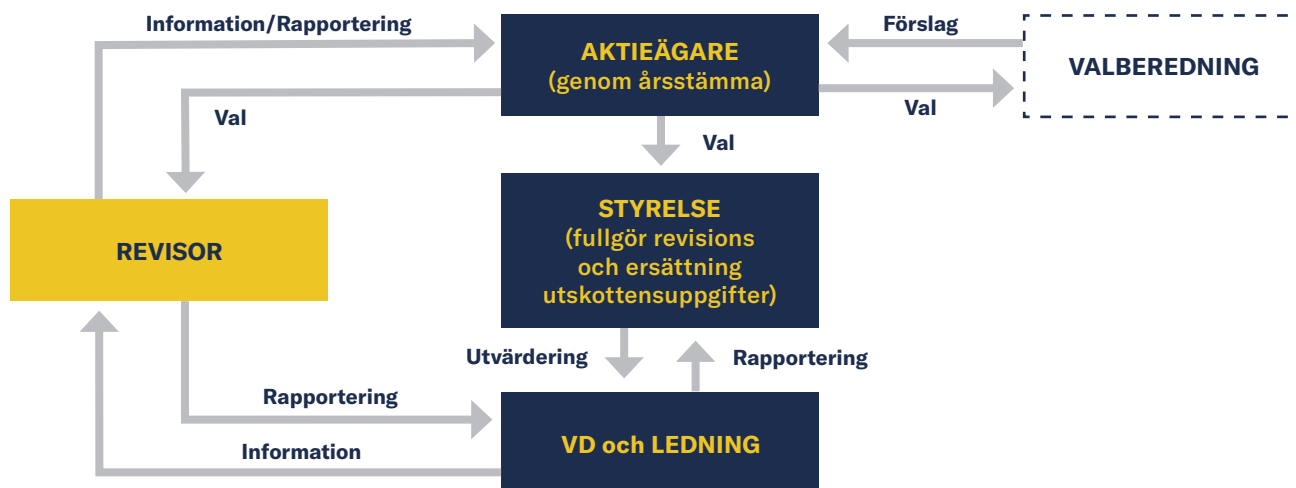 Information/Rapportering
AKTIEÄGARE
(genom årsstämma)
Förslag
VALBEREDNING
Val
Val
Val
REVISOR
STYRELSE
(fullgör revisions
och ersättning
utskottensuppgifter)
Utvärdering
Rapportering
Rapportering
VD och LEDNING
Information